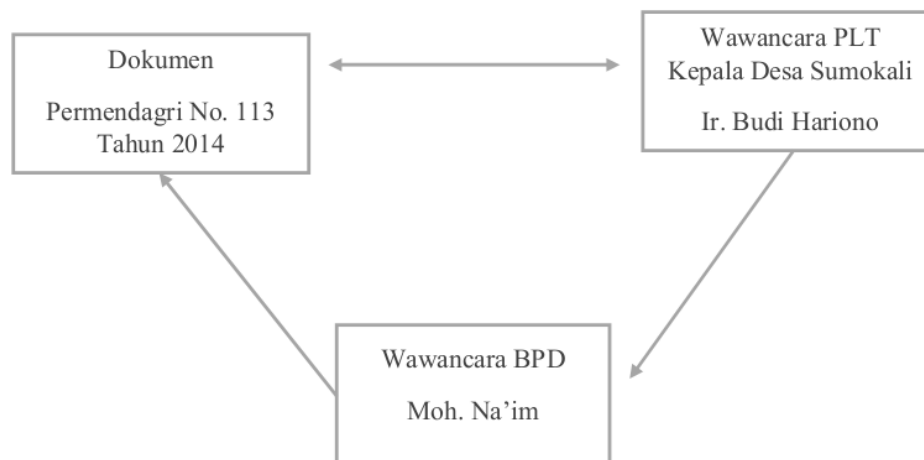 Dokumen
Permendagri No. 113
Tahun 2014
Wawancara PLT
Kepala Desa Sumokali
Ir. Budi Hariono
Wawancara BPD
Moh. Na’im